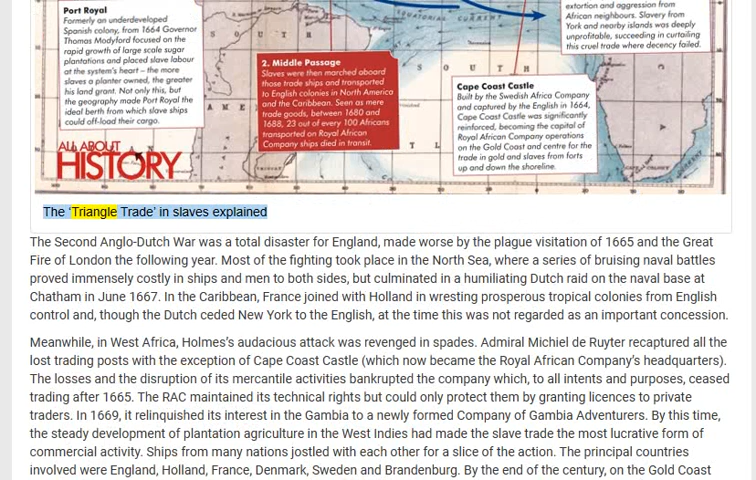 Port Royal
Formerly an underdeveloped
Spanish colony, from 1664 Governor
Thomas Modyford focused on the
rapid growth of large scale sugar
plantations and placed slave labour
at the system's heart – the more
slaves a planter owned, the greater
his land grant. Not only this, but
the geography made Port Royal the
ideal berth from which slave ships
could off-load their cargo.
EQUATORIAL CURRENT
extortion and aggression from
African neighbours. Slavery from
York and nearby islands was deeply
unprofitable, succeeding in curtailing
this cruel trade where decency failed.
SOUTH
AME
2. Middle Passage
Slaves were then marched aboard
those trade ships and transported
to English colonies in North America
and the Caribbean. Seen as mere
trade goods, between 1680 and
1688, 23 out of every 100 Africans
transported on Royal African
Company ships died in transit.
SOUTH
Cape Coast Castle
Built by the Swedish Africa Company
and captured by the English in 1664,
Cape Coast Castle was significantly
reinforced, becoming the capital of
Royal African Company operations
on the Gold Coast and centre for the
trade in gold and slaves from forts
up and down the shoreline.
ALL ABOUT
HISTORY
The ‘Triangle Trade’ in slaves explained
The Second Anglo-Dutch War was a total disaster for England, made worse by the plague visitation of 1665 and the Great
Fire of London the following year. Most of the fighting took place in the North Sea, where a series of bruising naval battles
proved immensely costly in ships and men to both sides, but culminated in a humiliating Dutch raid on the naval base at
Chatham in June 1667. In the Caribbean, France joined with Holland in wresting prosperous tropical colonies from English
control and, though the Dutch ceded New York to the English, at the time this was not regarded as an important concession.
Meanwhile, in West Africa, Holmes’s audacious attack was revenged in spades. Admiral Michiel de Ruyter recaptured all the
lost trading posts with the exception of Cape Coast Castle (which now became the Royal African Company’s headquarters).
The losses and the disruption of its mercantile activities bankrupted the company which, to all intents and purposes, ceased
trading after 1665. The RAC maintained its technical rights but could only protect them by granting licences to private
traders. In 1669, it relinquished its interest in the Gambia to a newly formed Company of Gambia Adventurers. By this time,
the steady development of plantation agriculture in the West Indies had made the slave trade the most lucrative form of
commercial activity. Ships from many nations jostled with each other for a slice of the action. The principal countries
involved were England, Holland, France, Denmark, Sweden and Brandenburg. By the end of the century, on the Gold Coast